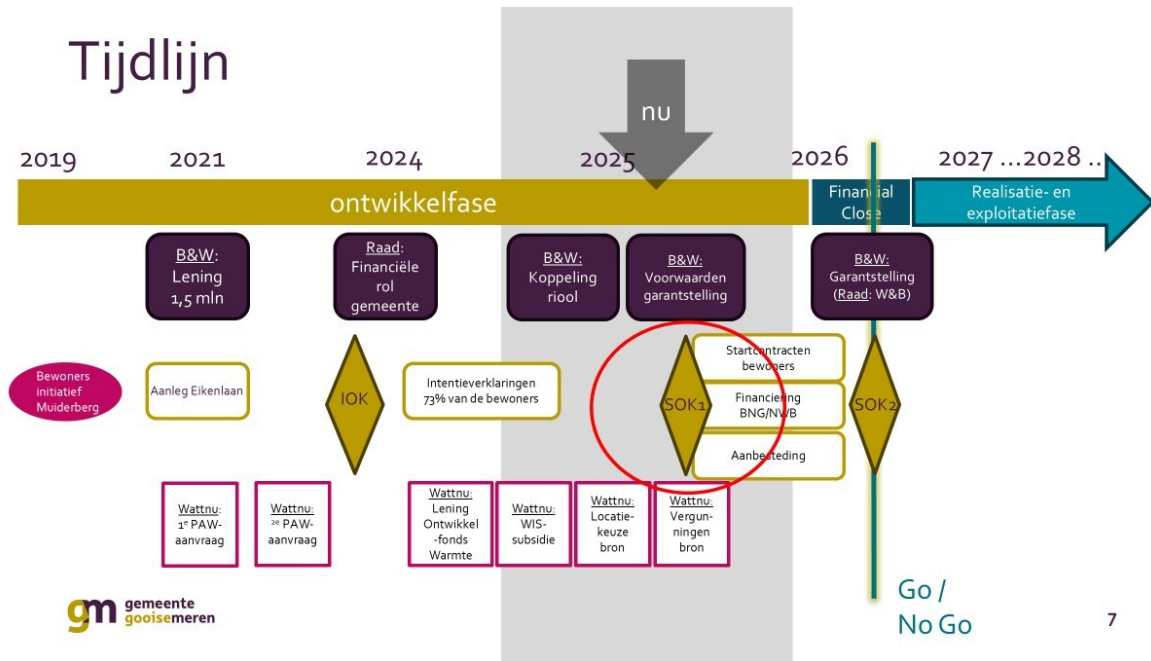 Tijdlijn
nu
2019
2021
2024
2025
2026
2027 ...2028 ..
ontwikkelfase
Financial
Close
Realisatie- en
exploitatiefase
B&W:
Lening
1,5 mln
Raad:
Financiële
rol
gemeente
B&W:
Koppeling
riool
B&W:
Voorwaarden
garantstelling
B&W:
Garantstelling
(Raad: W&B)
Bewoners
initiatief
Muiderberg
Aanleg Eikenlaan
IOK
Intentieverklaringen
73% van de bewoners
SOK1
Startcontracten
bewoners
Financiering
BNG/NWB
Aanbesteding
SOK2
Wattnu:
1e PAW-
aanvraag
Wattnu:
2e PAW-
aanvraag
Wattnu:
Lening
Ontwikkel
-fonds
Warmte
Wattnu:
WIS-
subsidie
Wattnu:
Locatie-
keuze
bron
Wattnu:
Vergun-
ningen
bron
Go /
No Go
gm gemeente
gooisemeren
7